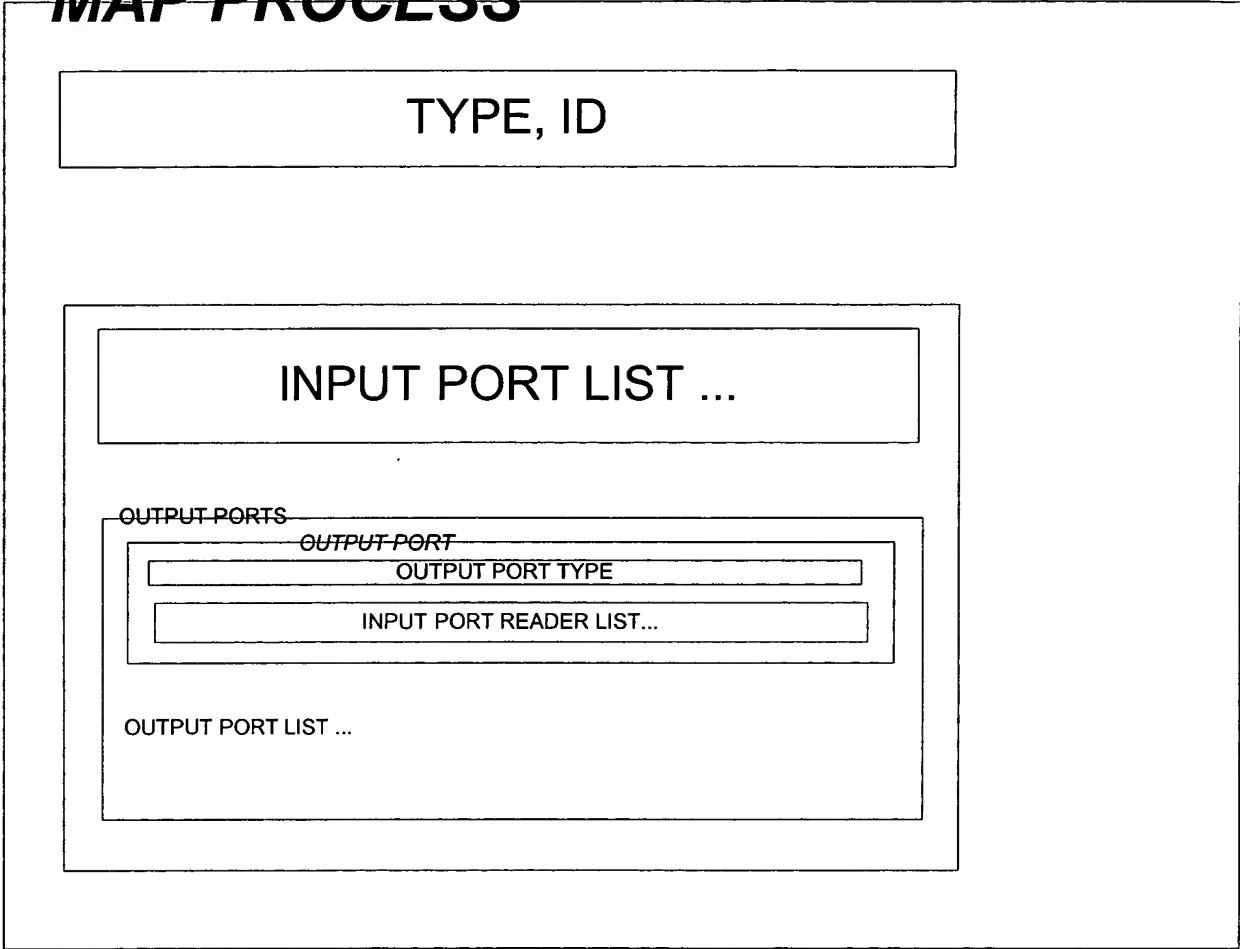 MAP PROCESS
TYPE, ID
INPUT PORT LIST ...
OUTPUT PORTS
OUTPUT PORT
OUTPUT PORT TYPE
INPUT PORT READER LIST...
OUTPUT PORT LIST ...